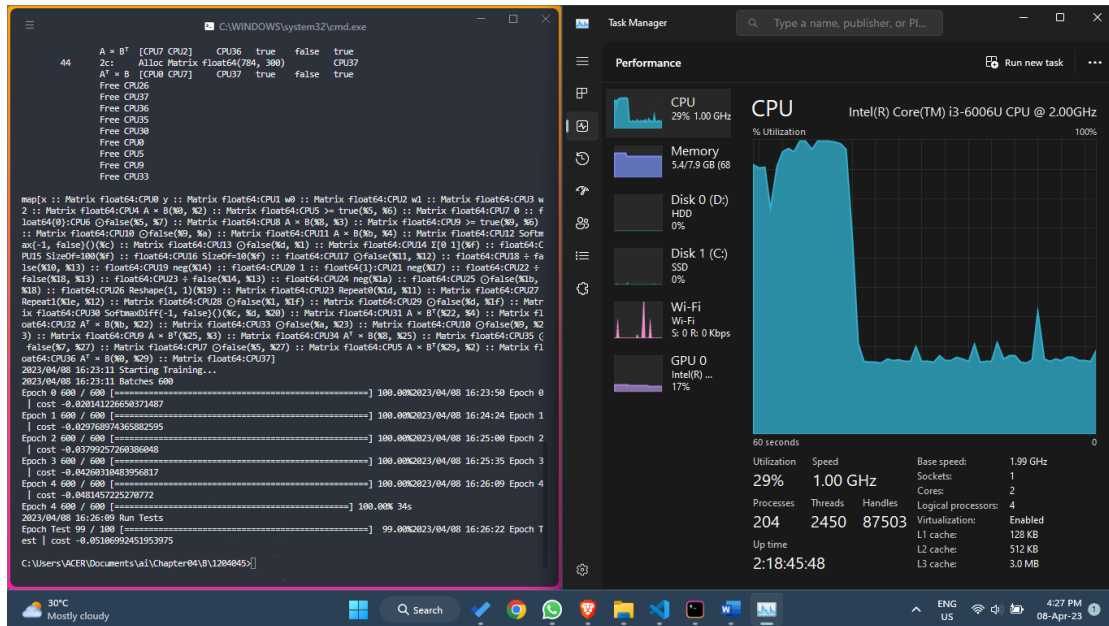 C:\WINDOWS\system32\cmd.exe
A × Bᵀ [CPU7 CPU2] CPU36 true false true
44 2c: Alloc Matrix float64(784, 300) CPU37
Aᵀ × B [CPU0 CPU7] CPU37 true false true
Free CPU26
Free CPU37
Free CPU36
Free CPU35
Free CPU30
Free CPU0
Free CPU5
Free CPU9
Free CPU33
map[x :: Matrix float64:CPU0 y :: Matrix float64:CPU1 w0 :: Matrix float64:CPU2 w1 :: Matrix float64:CPU3 w
2 :: Matrix float64:CPU4 A × B(%0, %2) :: Matrix float64:CPU5 >= true(%5, %6) :: Matrix float64:CPU7 0 :: f
loat64{0}:CPU6 ⊙false(%5, %7) :: Matrix float64:CPU8 A × B(%8, %3) :: Matrix float64:CPU9 >= true(%9, %6)
:: Matrix float64:CPU10 ⊙false(%9, %a) :: Matrix float64:CPU11 A × B(%b, %4) :: Matrix float64:CPU12 Softm
ax{-1, false}()(%c) :: Matrix float64:CPU13 ⊙false(%d, %1) :: Matrix float64:CPU14 Σ[0 1](%f) :: float64:C
PU15 SizeOf=100(%f) :: float64:CPU16 SizeOf=10(%f) :: float64:CPU17 ⊙false(%11, %12) :: float64:CPU18 ÷ fa
lse(%10, %13) :: float64:CPU19 neg(%14) :: float64:CPU20 1 :: float64{1}:CPU21 neg(%17) :: float64:CPU22 ÷
false(%18, %13) :: float64:CPU23 ÷ false(%14, %13) :: float64:CPU24 neg(%1a) :: float64:CPU25 ⊙false(%1b,
%18) :: float64:CPU26 Reshape(1, 1)(%19) :: Matrix float64:CPU23 Repeat0(%1d, %11) :: Matrix float64:CPU27
Repeat1(%1e, %12) :: Matrix float64:CPU28 ⊙false(%1, %1f) :: Matrix float64:CPU29 ⊙false(%d, %1f) :: Matr
ix float64:CPU30 SoftmaxDiff{-1, false}()(%c, %d, %20) :: Matrix float64:CPU31 A × Bᵀ(%22, %4) :: Matrix fl
oat64:CPU32 Aᵀ × B(%b, %22) :: Matrix float64:CPU33 ⊙false(%a, %23) :: Matrix float64:CPU10 ⊙false(%9, %2
3) :: Matrix float64:CPU9 A × Bᵀ(%25, %3) :: Matrix float64:CPU34 Aᵀ × B(%8, %25) :: Matrix float64:CPU35
false(%7, %27) :: Matrix float64:CPU7 ⊙false(%5, %27) :: Matrix float64:CPU5 A × Bᵀ(%29, %2) :: Matrix fl
oat64:CPU36 Aᵀ × B(%0, %29) :: Matrix float64:CPU37]
2023/04/08 16:23:11 Starting Training...
2023/04/08 16:23:11 Batches 600
Epoch 0 600 / 600 [==================================================] 100.00%2023/04/08 16:23:50 Epoch 0
| cost -0.020141226650371487
Epoch 1 600 / 600 [==================================================] 100.00%2023/04/08 16:24:24 Epoch 1
| cost -0.029768974365882595
Epoch 2 600 / 600 [==================================================] 100.00%2023/04/08 16:25:00 Epoch 2
| cost -0.03799257260386048
Epoch 3 600 / 600 [==================================================] 100.00%2023/04/08 16:25:35 Epoch 3
| cost -0.04260310483956817
Epoch 4 600 / 600 [==================================================] 100.00%2023/04/08 16:26:09 Epoch 4
| cost -0.0481457225270772
Epoch 4 600 / 600 [==============================================] 100.00% 34s
2023/04/08 16:26:09 Run Tests
Epoch Test 99 / 100 [================================================] 99.00%2023/04/08 16:26:22 Epoch T
est | cost -0.05106992451953975
C:\Users\ACER\Documents\ai\Chapter04\B\1204045>
Task Manager
Type a name, publisher, or PI...
Performance
Run new task
CPU
29% 1.00 GHz
Memory
5.4/7.9 GB (68
Disk 0 (D:)
HDD
0%
Disk 1 (C:)
SSD
0%
Wi-Fi
Wi-Fi
S: 0 R: 0 Kbps
GPU 0
Intel(R) ...
17%
CPU Intel(R) Core(TM) i3-6006U CPU @ 2.00GHz
% Utilization 100%
60 seconds 0
Utilization Speed
29% 1.00 GHz
Processes Threads Handles
204 2450 87503
Up time
2:18:45:48
Base speed: 1.99 GHz
Sockets: 1
Cores: 2
Logical processors: 4
Virtualization: Enabled
L1 cache: 128 KB
L2 cache: 512 KB
L3 cache: 3.0 MB
30°C
Mostly cloudy
Search
ENG
US
4:27 PM
08-Apr-23
1